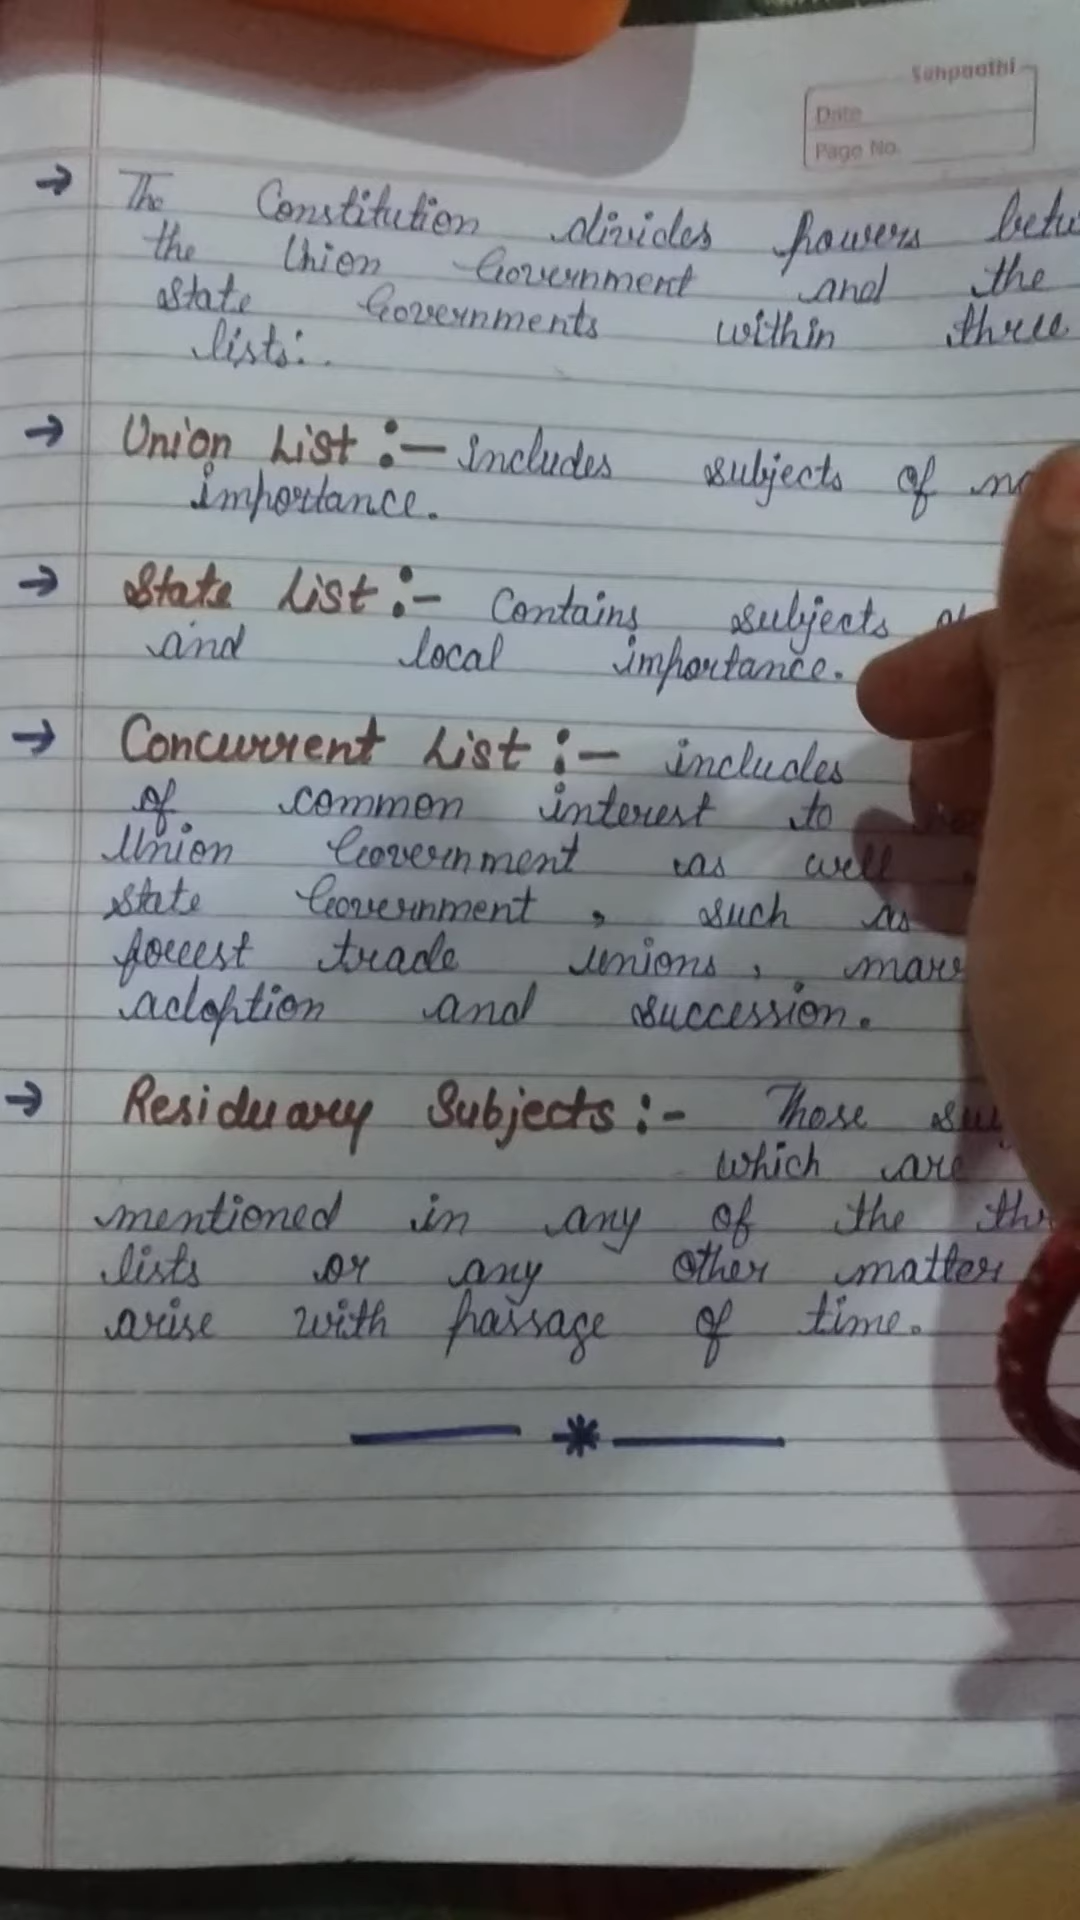 Sahpaathi
Date
Page No.
→ The Constitution divides powers betw
the Union Government and the
state Governments within three
lists:.
→ Union List :- includes subjects of
importance.
→ State List :- Contains subjects
and local importance.
→ Concurrent List :- includes
of common interest to
Union Government as well
state Government, such as
forest trade unions, marr
adoption and succession.
→ Residuary Subjects :- Those
which are
mentioned in any of the thr
lists or any other matter
arise with passage of time.